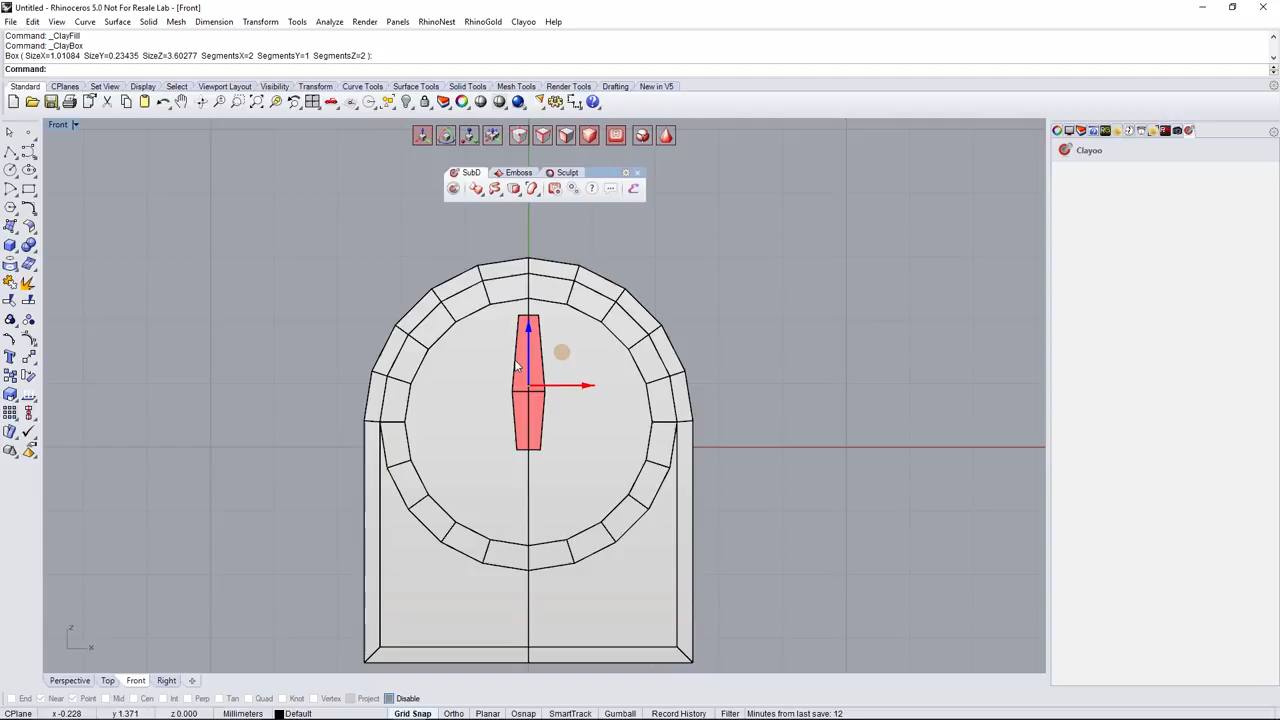 Untitled - Rhinoceros 5.0 Not For Resale Lab - [Front]
File Edit View Curve Surface Solid Mesh Dimension Transform Tools Analyze Render Panels RhinoNest RhinoGold Clayoo Help
Command: _ClayFill
Command: _ClayBox
Box ( SizeX=1.01084 SizeY=0.23435 SizeZ=3.60277 SegmentsX=2 SegmentsY=1 SegmentsZ=2 ):
Command:
Standard CPlanes Set View Display Select Viewport Layout Visibility Transform Curve Tools Surface Tools Solid Tools Mesh Tools Render Tools Drafting New in V5
Front
Clayoo
SubD Emboss Sculpt
z
x
Perspective Top Front Right
End Near Point Mid Cen Int Perp Tan Quad Knot Vertex Project Disable
CPlane x -0.228 y 1.371 z 0.000 Millimeters Default Grid Snap Ortho Planar Osnap SmartTrack Gumball Record History Filter Minutes from last save: 12